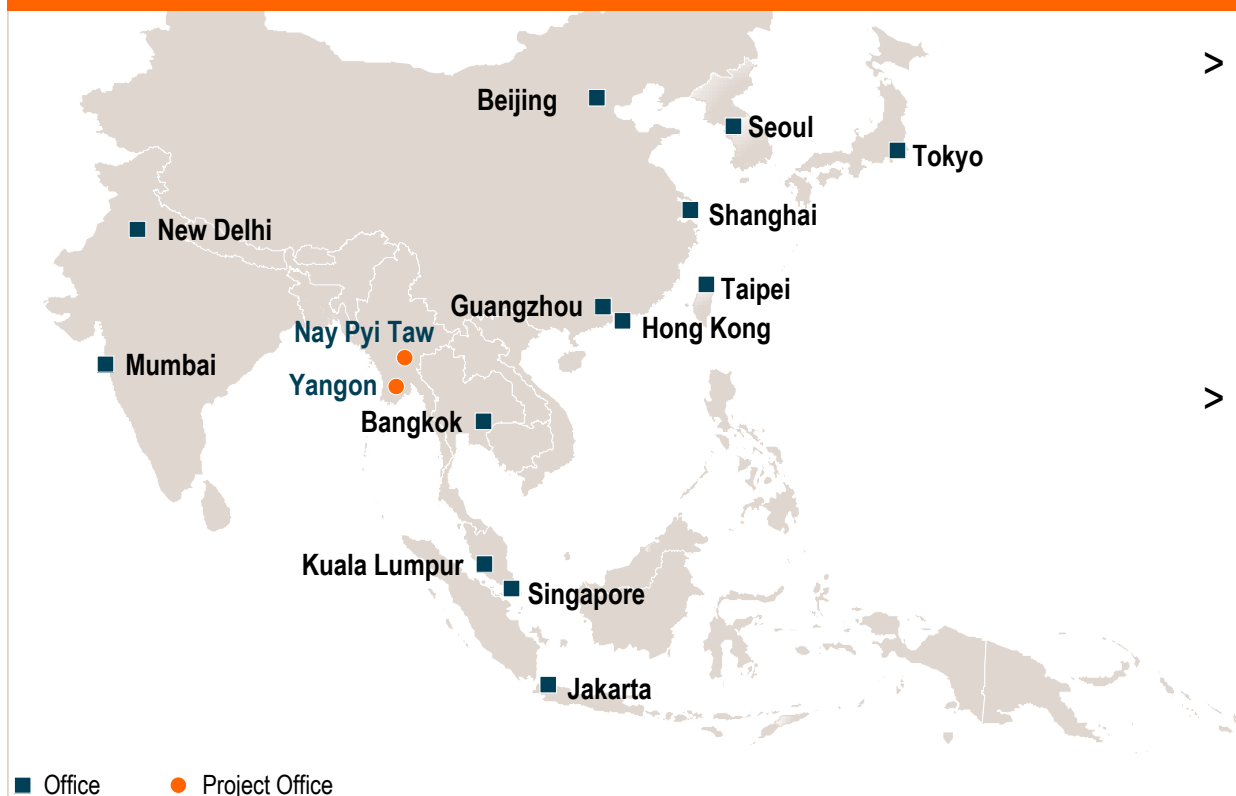 >
Beijing
Seoul
Tokyo
Shanghai
New Delhi
Taipei
Guangzhou
Hong Kong
Nay Pyi Taw
Mumbai
Yangon
>
Bangkok
Kuala Lumpur
Singapore
Jakarta
Office
Project Office